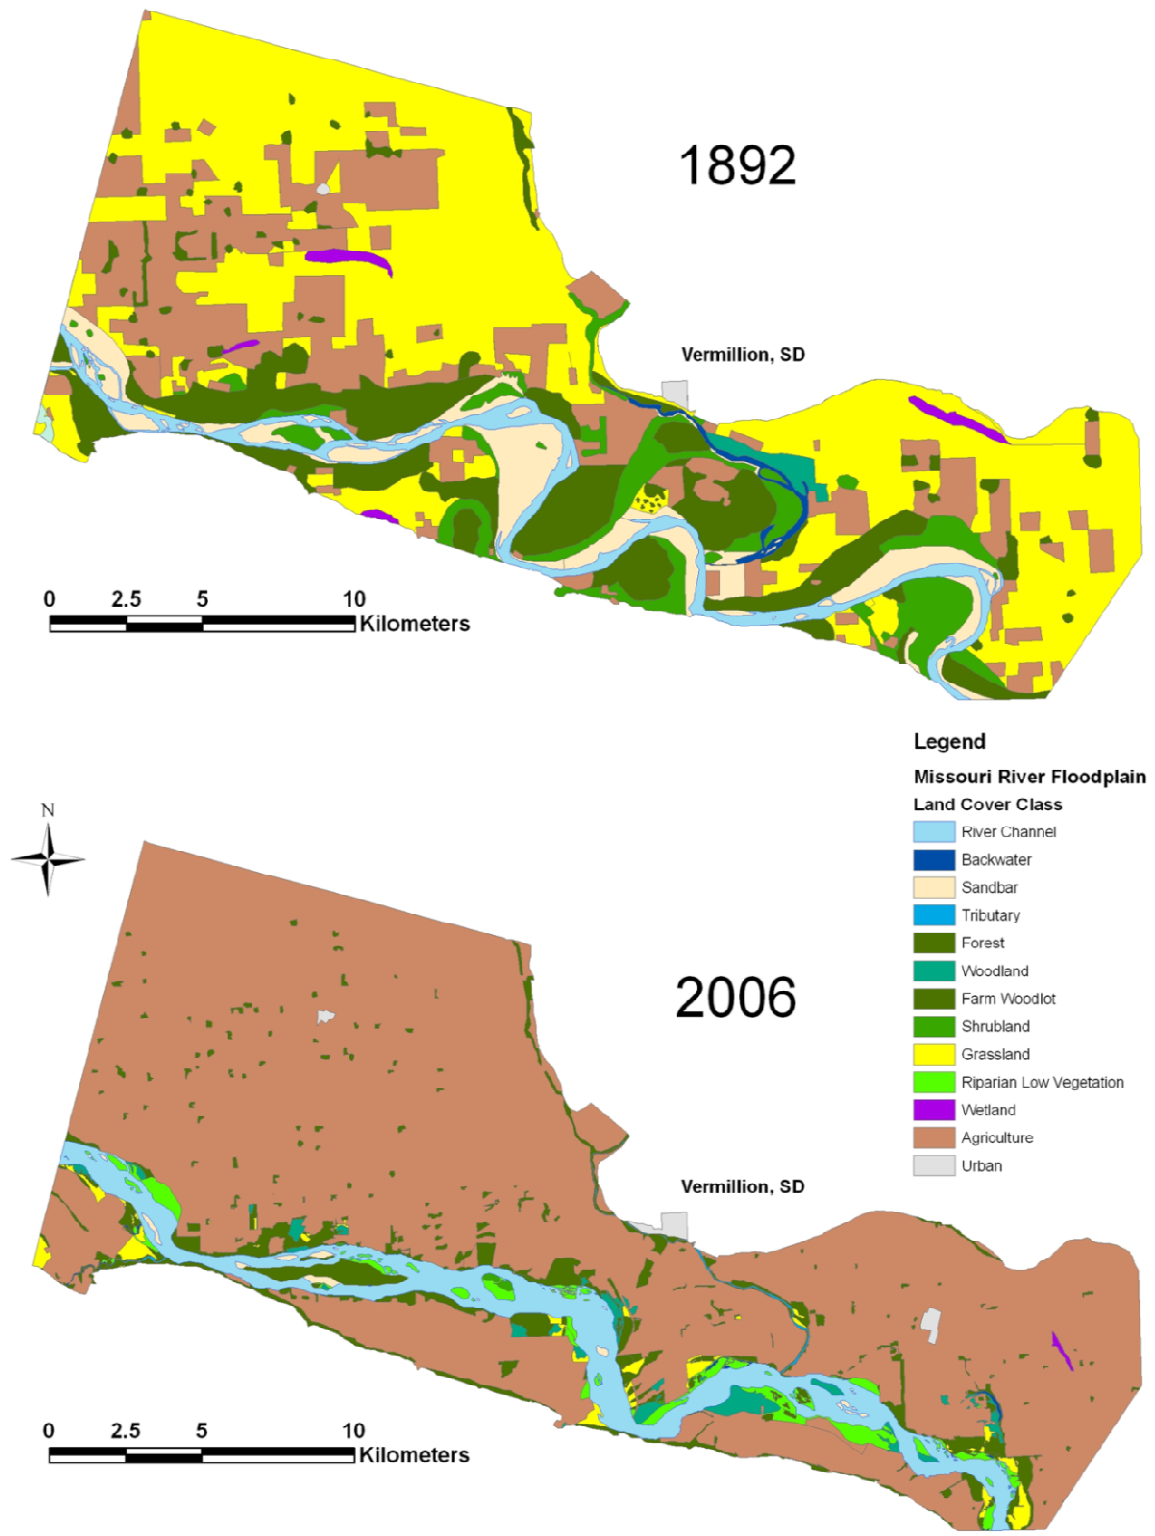 1892
Vermillion, SD
0 2.5 5 10
Kilometers
Legend
Missouri River Floodplain
Land Cover Class
River Channel
Backwater
Sandbar
Tributary
Forest
Woodland
Farm Woodlot
Shrubland
Grassland
Riparian Low Vegetation
Wetland
Agriculture
Urban
N
2006
Vermillion, SD
0 2.5 5 10
Kilometers